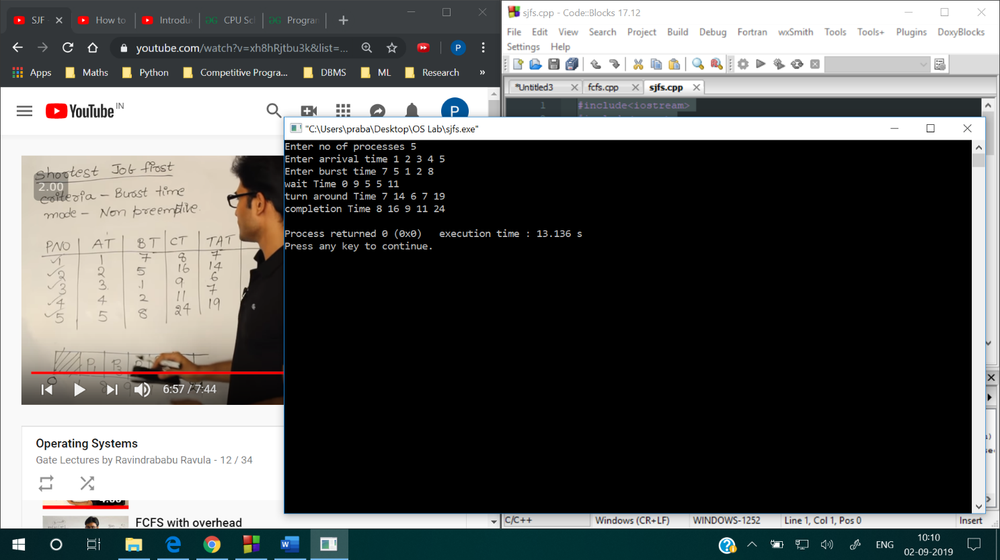 SJF
How to
Introdu
CPU Sc
Prograr
youtube.com/watch?v=xh8hRjtbu3k&list=...
P
Apps
Maths
Python
Competitive Progra...
DBMS
ML
Research
»
YouTube IN
P
Shortest Job first
2.00
criteria - Burst time
mode - Non preemptive.
PNO AT BT CT TAT
1 1 7 8 7
2 2 5 16 14
3 3 1 9 6
4 4 2 11 7
5 5 8 24 19
P1 P3
0 8 9
6:57 / 7:44
Operating Systems
Gate Lectures by Ravindrababu Ravula - 12 / 34
FCFS with overhead
sjfs.cpp - Code::Blocks 17.12
File Edit View Search Project Build Debug Fortran wxSmith Tools Tools+ Plugins DoxyBlocks
Settings Help
*Untitled3
fcfs.cpp
sjfs.cpp
1 #include<iostream>
"C:\Users\praba\Desktop\OS Lab\sjfs.exe"
Enter no of processes 5
Enter arrival time 1 2 3 4 5
Enter burst time 7 5 1 2 8
wait Time 0 9 5 5 11
turn around Time 7 14 6 7 19
completion Time 8 16 9 11 24
Process returned 0 (0x0) execution time : 13.136 s
Press any key to continue.
C/C++
Windows (CR+LF)
WINDOWS-1252
Line 1, Col 1, Pos 0
Insert
ENG
10:10
02-09-2019